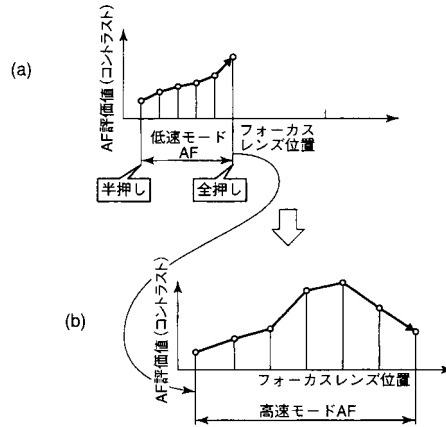 (a)
AF評価値(コントラスト)
低速モード
AF
フォーカス
レンズ位置
半押し
全押し
(b)
AF評価値(コントラスト)
フォーカスレンズ位置
高速モードAF